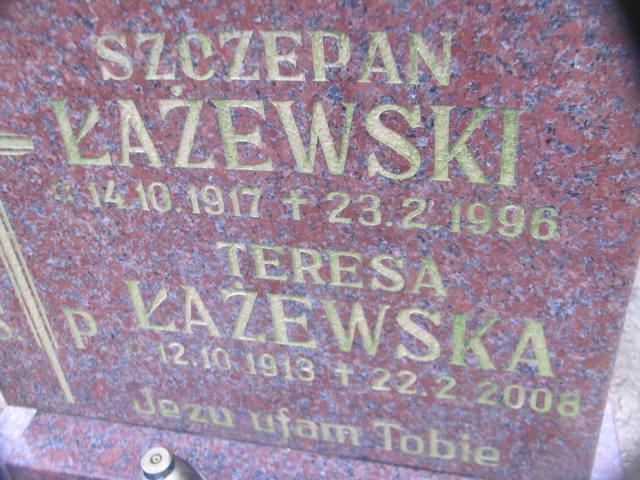 SZCZEPAN
ŁAŻEWSKI
* 14.10.1917 + 23.2.1996
TERESA
Ś. P. ŁAŻEWSKA
* 12.10.1913 + 22.2.2008
Jezu ufam Tobie